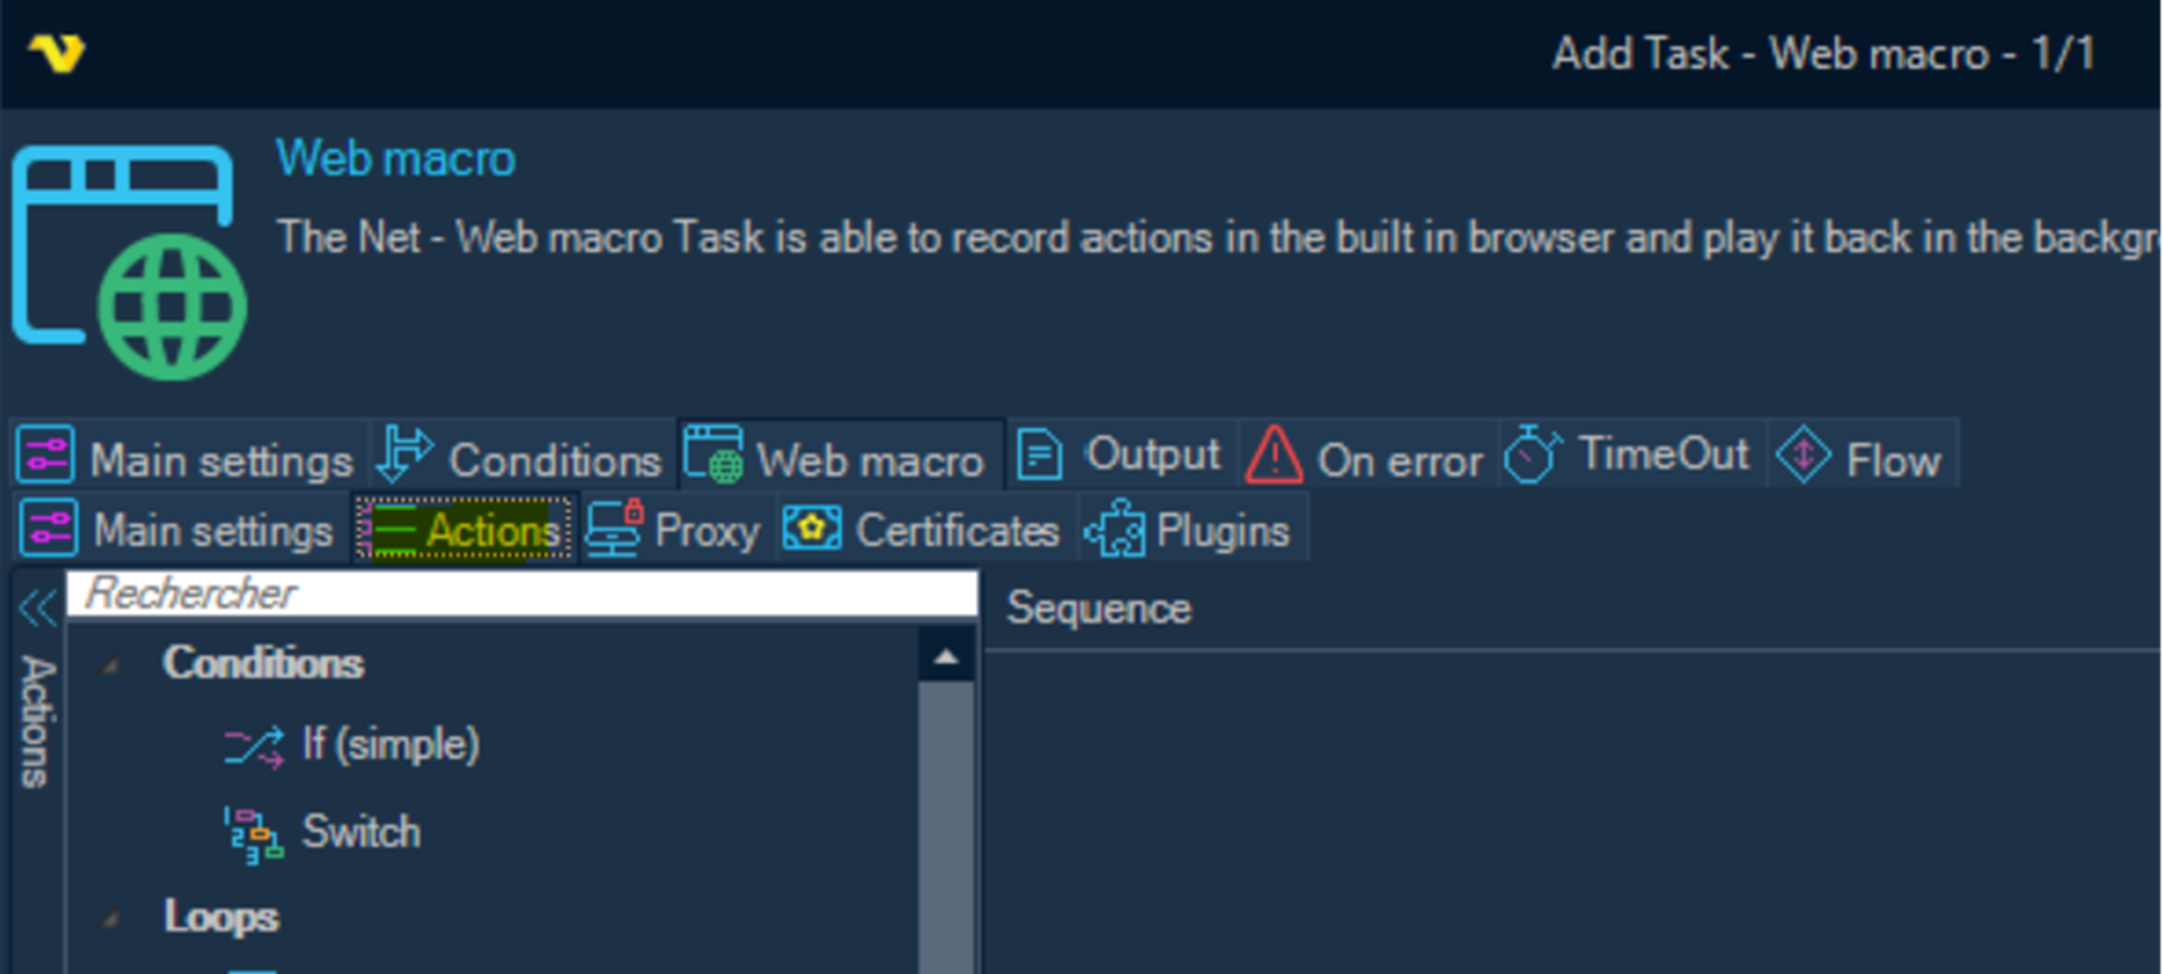 Add Task - Web macro - 1/1
Web macro
The Net - Web macro Task is able to record actions in the built in browser and play it back in the backgr
Main settings Conditions Web macro Output On error TimeOut Flow
Main settings Actions Proxy Certificates Plugins
Rechercher
Sequence
Actions
Conditions
If (simple)
Switch
Loops